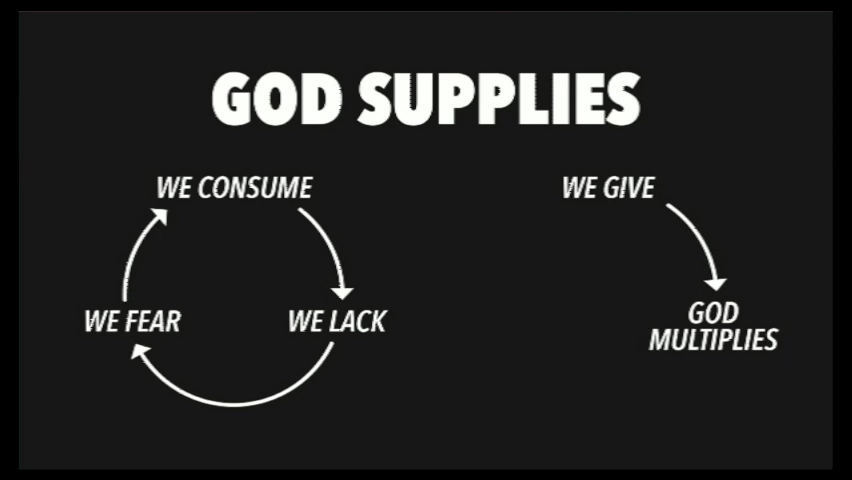 GOD SUPPLIES
WE CONSUME
WE LACK
WE FEAR
WE GIVE
GOD
MULTIPLIES